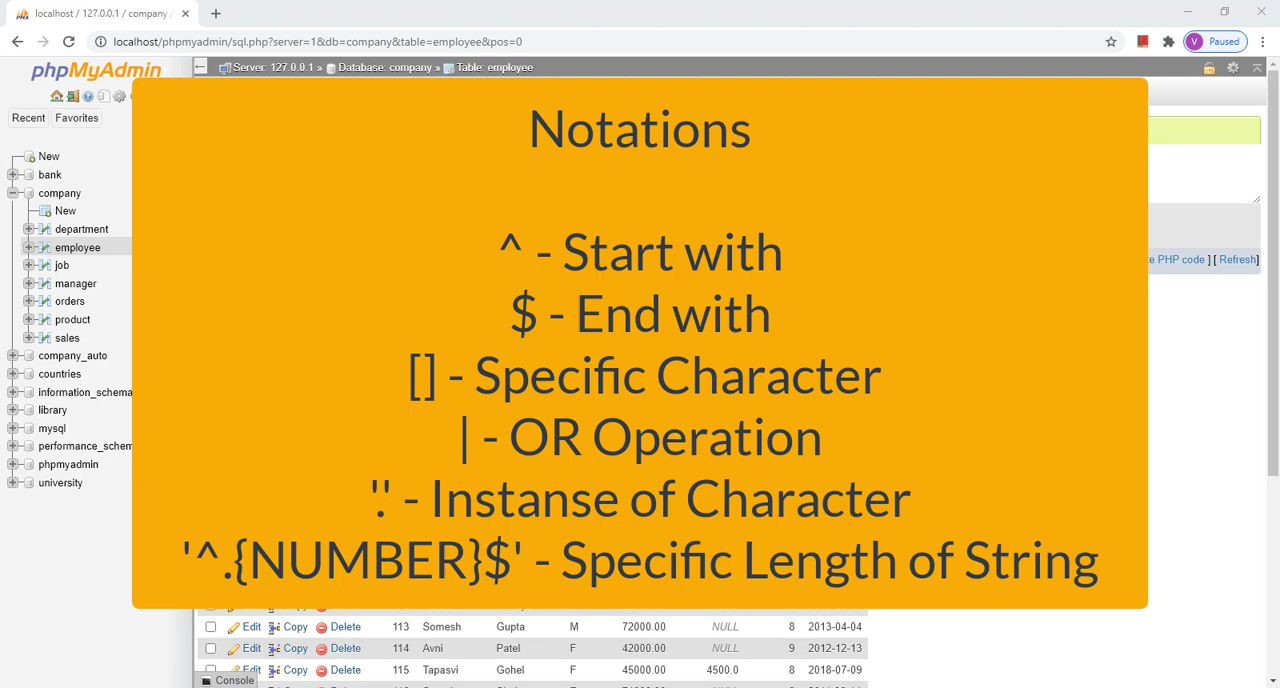 localhost / 127.0.0.1 / company /
localhost/phpmyadmin/sql.php?server=1&db=company&table=employee&pos=0
V Paused
phpMyAdmin
Server: 127.0.0.1 » Database: company » Table: employee
Recent Favorites
New
bank
company
New
department
employee
job
manager
orders
product
sales
company_auto
countries
information_schema
library
mysql
performance_schem
phpmyadmin
university
Notations
^ - Start with
$ - End with
[] - Specific Character
| - OR Operation
'.' - Instanse of Character
'^.{NUMBER}$' - Specific Length of String
PHP code ] [ Refresh]
Edit Copy Delete 113 Somesh Gupta M 72000.00 NULL 8 2013-04-04
Edit Copy Delete 114 Avni Patel F 42000.00 NULL 9 2012-12-13
Edit Copy Delete 115 Tapasvi Gohel F 45000.00 4500.0 8 2018-07-09
Console